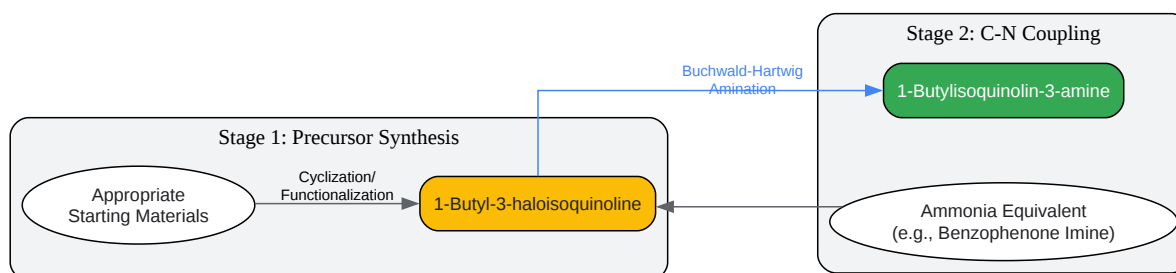 Stage 2: C-N Coupling
Buchwald-Hartwig
Amination
1-Butylisoquinolin-3-amine
Stage 1: Precursor Synthesis
Cyclization/
Functionalization
Appropriate
Starting Materials
1-Butyl-3-haloisoquinoline
Ammonia Equivalent
(e.g., Benzophenone Imine)